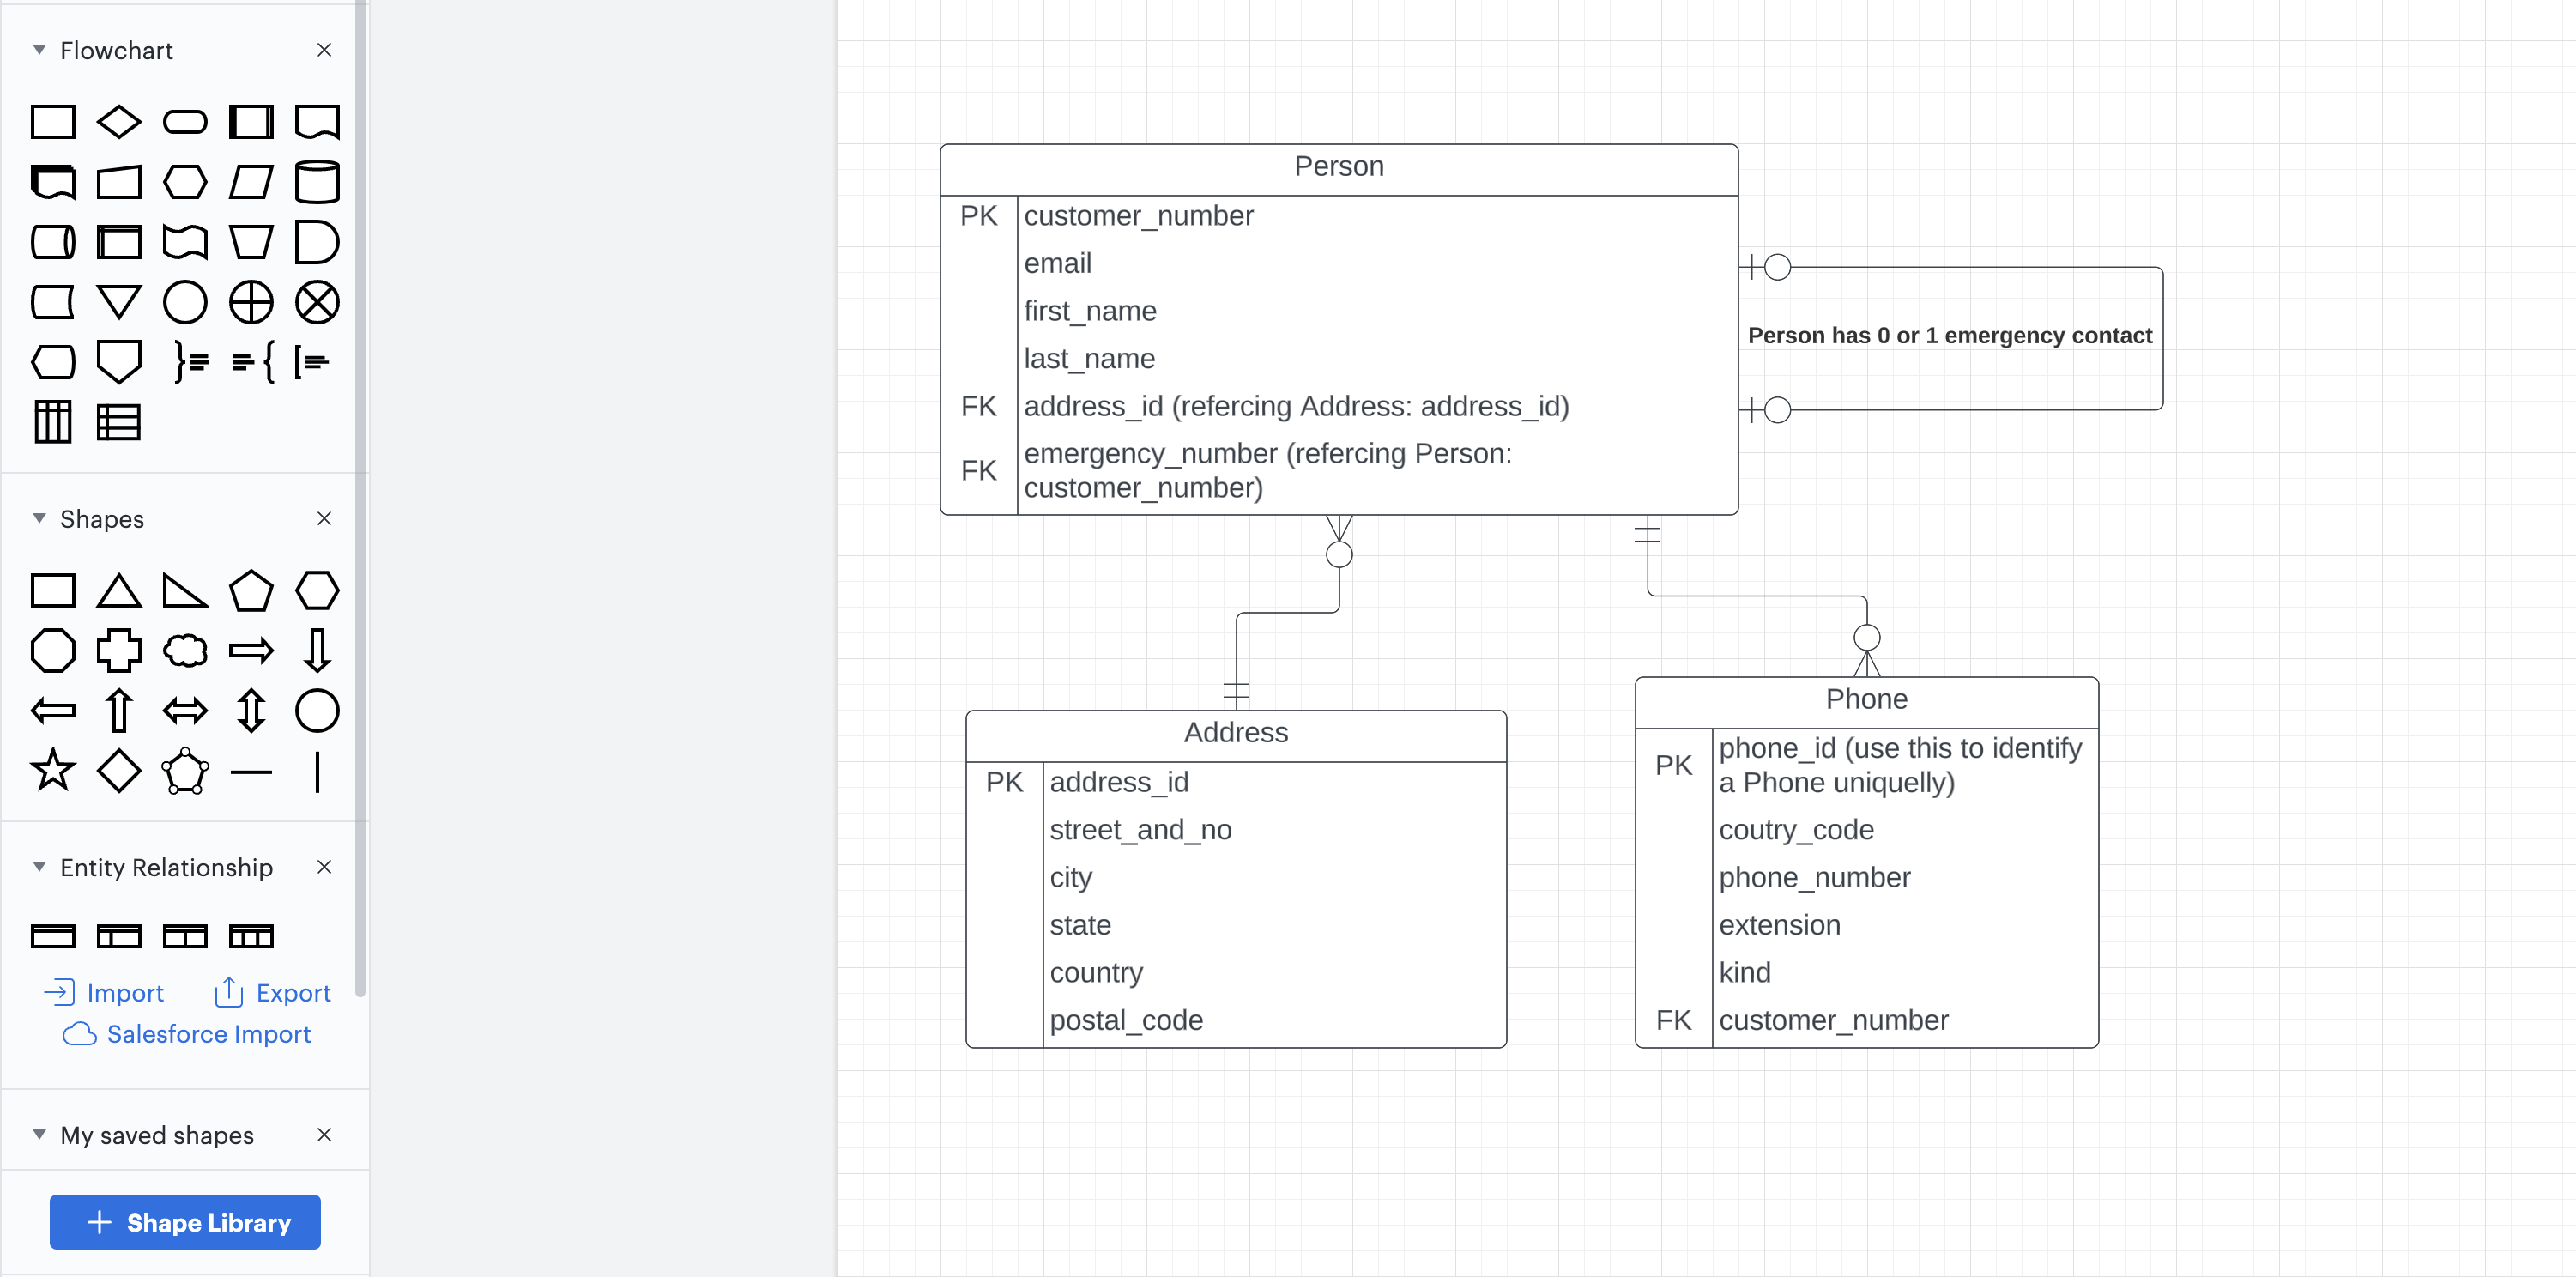 Flowchart
Shapes
Entity Relationship
Import
Export
Salesforce Import
My saved shapes
+ Shape Library
Person
PK customer_number
email
first_name
last_name
FK address_id (refercing Address: address_id)
FK emergency_number (refercing Person:
customer_number)
Person has 0 or 1 emergency contact
Address
PK address_id
street_and_no
city
state
country
postal_code
Phone
PK phone_id (use this to identify
a Phone uniquelly)
coutry_code
phone_number
extension
kind
FK customer_number